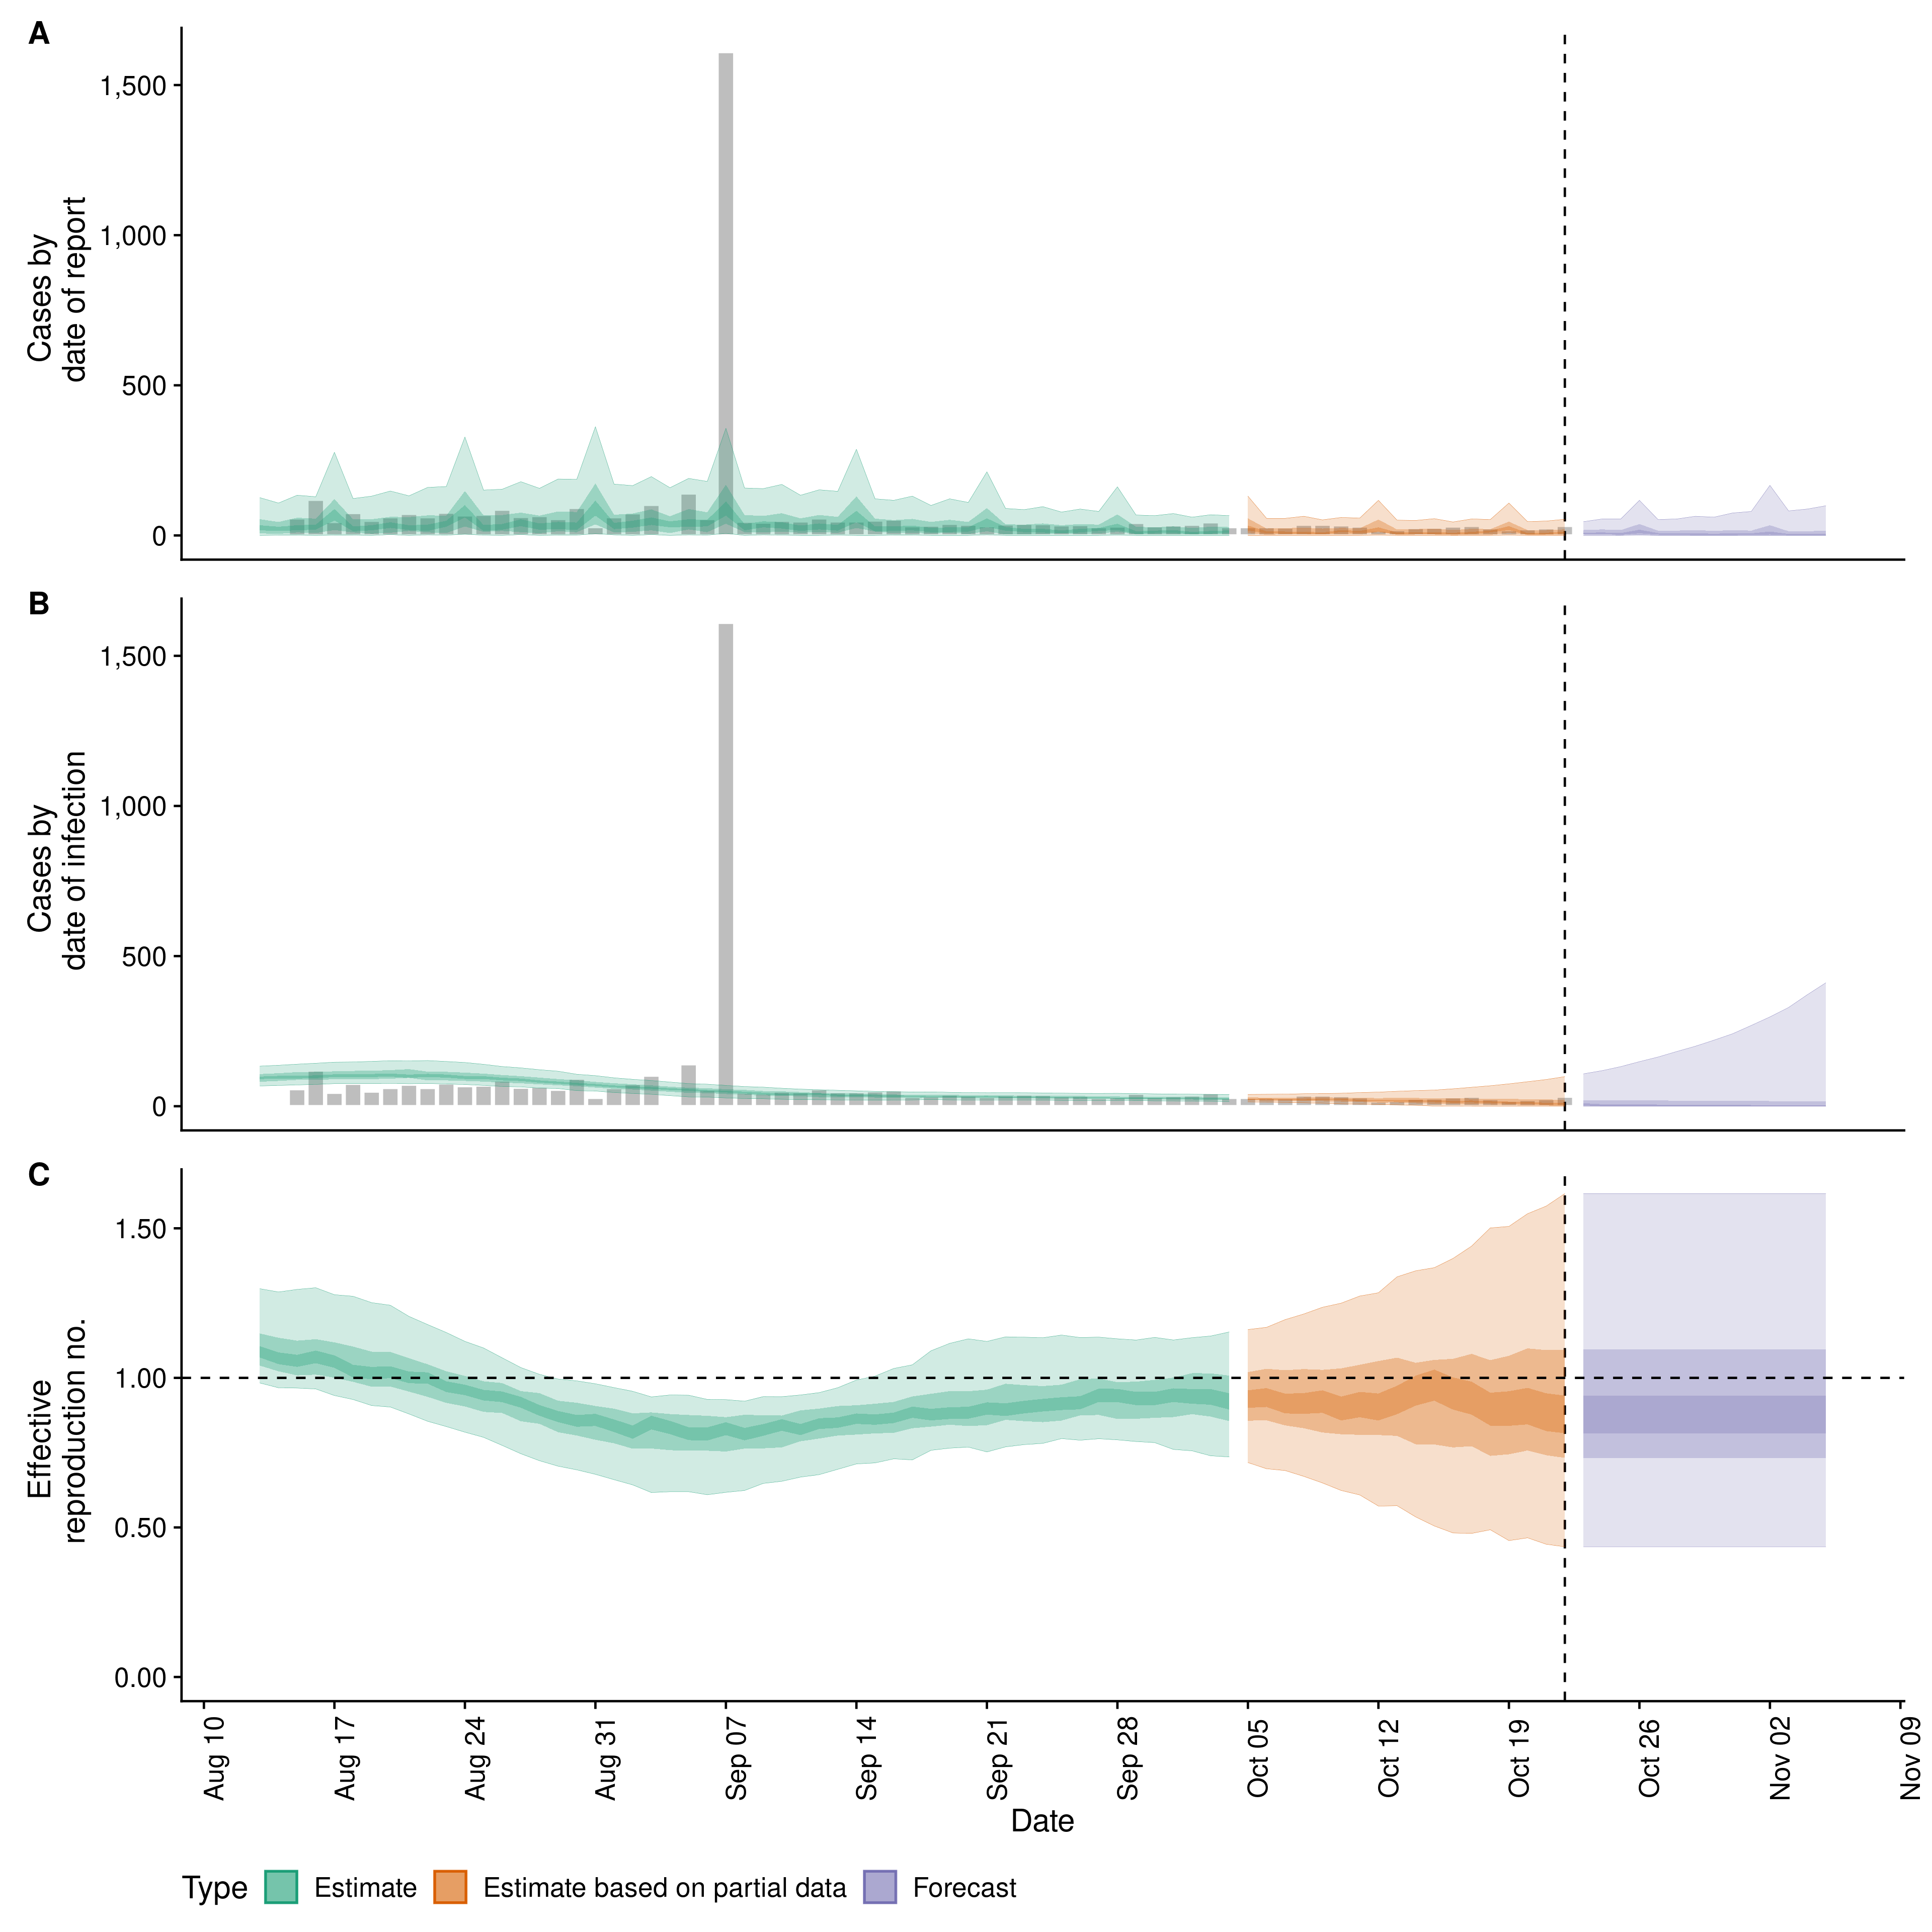 A
1,500
1,000
500
0
Cases by
date of report
B
1,500
1,000
500
0
Cases by
date of infection
C
1.50
1.00
0.50
0.00
Effective
reproduction no.
Aug 10
Aug 17
Aug 24
Aug 31
Sep 07
Sep 14
Sep 21
Sep 28
Oct 05
Oct 12
Oct 19
Oct 26
Nov 02
Nov 09
Date
Type Estimate Estimate based on partial data Forecast